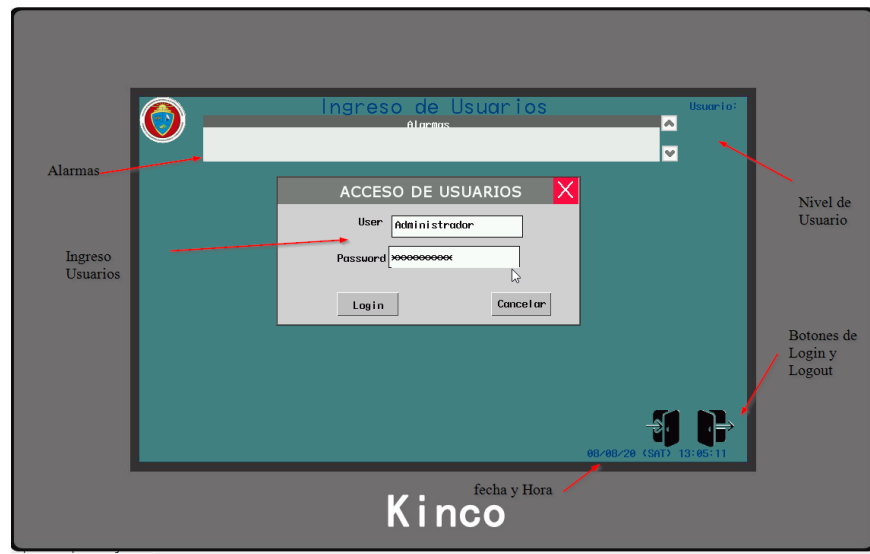 Ingreso de Usuarios
Usuario:
Alarmas
Alarmas
ACCESO DE USUARIOS
Nivel de
Usuario
User
Administrador
Ingreso
Usuarios
Password
xxxxxxxxxx
Login
Cancelar
Botones de
Login y
Logout
08/08/20 (SAT) 13:05:11
fecha y Hora
Kinco